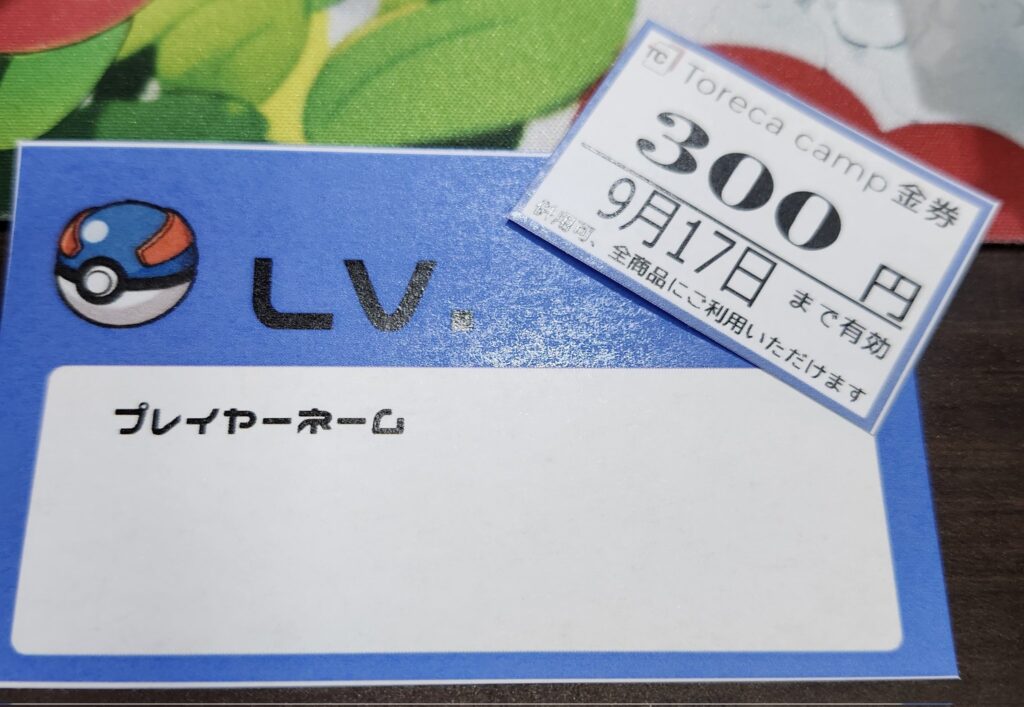 TC Toreca camp 金券
300 円
9月17日 まで有効
併用可、全商品にご利用いただけます
LV.
プレイヤーネーム